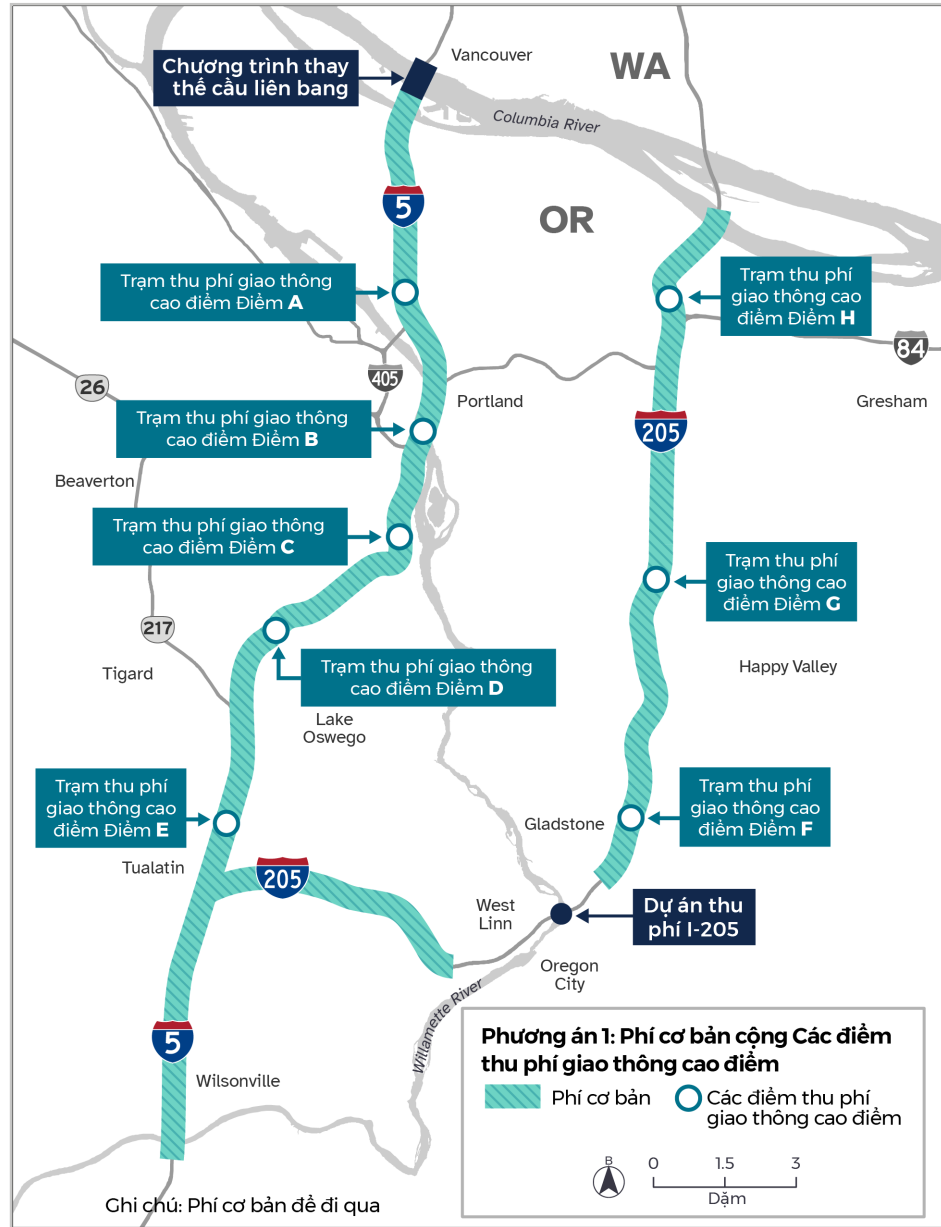 Vancouver
WA
Chương trình thay
thế cầu liên bang
Columbia River
5
OR
Trạm thu phí giao thông
cao điểm Điểm A
Trạm thu phí
giao thông cao
điểm Điểm H
84
405
26
Portland
Gresham
Trạm thu phí giao thông
cao điểm Điểm B
205
Beaverton
Trạm thu phí giao thông
cao điểm Điểm C
Trạm thu phí
giao thông cao
điểm Điểm G
217
Tigard
Trạm thu phí giao thông
cao điểm Điểm D
Happy Valley
Lake
Oswego
Trạm thu phí
giao thông cao
điểm Điểm E
Trạm thu phí
giao thông cao
điểm Điểm F
Gladstone
Tualatin
205
West
Linn
Dự án thu
phí I-205
Oregon
City
Willamette River
5
Wilsonville
Phương án 1: Phí cơ bản cộng Các điểm
thu phí giao thông cao điểm
Phí cơ bản
Các điểm thu phí
giao thông cao điểm
B
0 1.5 3
Dặm
Ghi chú: Phí cơ bản để đi qua